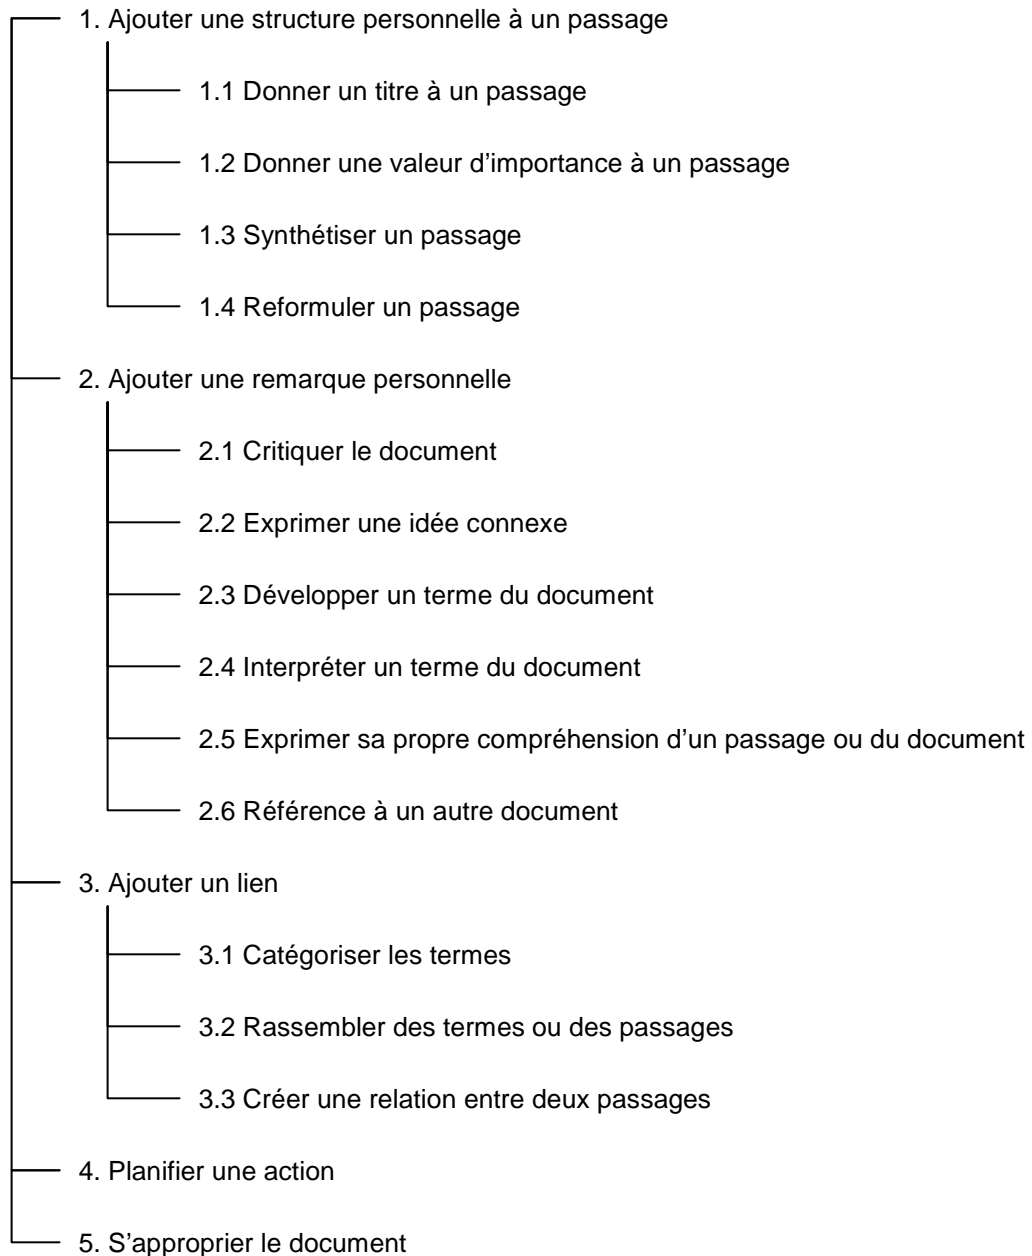 1. Ajouter une structure personnelle à un passage
1.1 Donner un titre à un passage
1.2 Donner une valeur d’importance à un passage
1.3 Synthétiser un passage
1.4 Reformuler un passage
2. Ajouter une remarque personnelle
2.1 Critiquer le document
2.2 Exprimer une idée connexe
2.3 Développer un terme du document
2.4 Interpréter un terme du document
2.5 Exprimer sa propre compréhension d’un passage ou du document
2.6 Référence à un autre document
3. Ajouter un lien
3.1 Catégoriser les termes
3.2 Rassembler des termes ou des passages
3.3 Créer une relation entre deux passages
4. Planifier une action
5. S’approprier le document